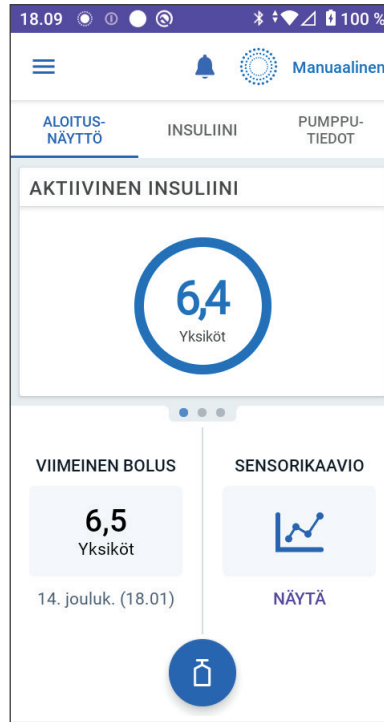 18.09 100 %
Manuaalinen
ALOITUS-
NÄYTTÖ
INSULIINI
PUMPPU-
TIEDOT
AKTIIVINEN INSULIINI
6,4
Yksiköt
VIIMEINEN BOLUS
6,5
Yksiköt
14. jouluk. (18.01)
SENSORIKAAVIO
NÄYTÄ